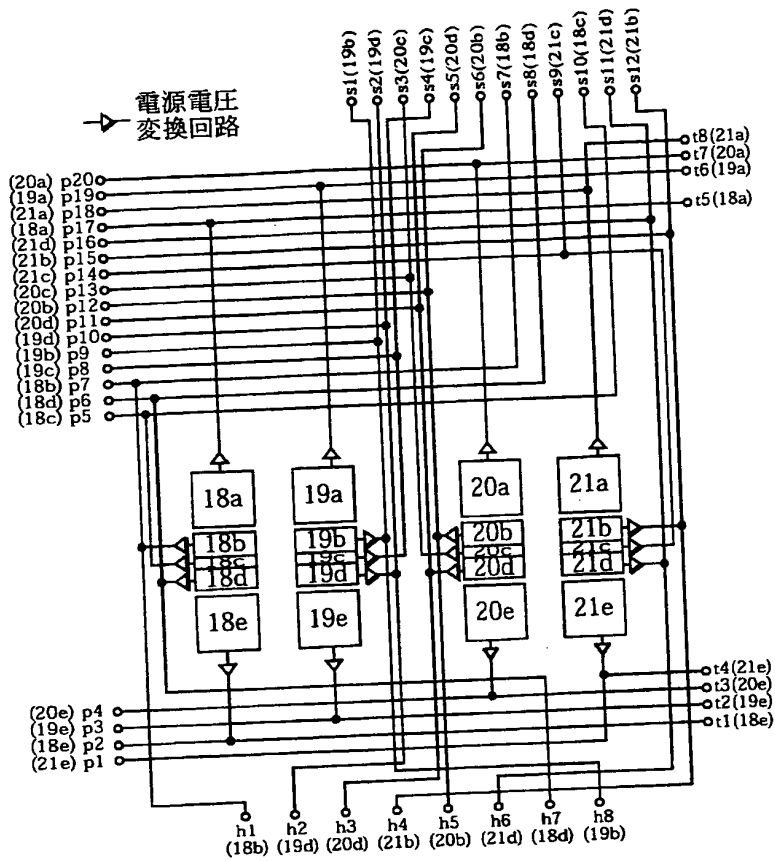 s1(19b)
s2(19d)
s3(20c)
s4(19c)
s5(20d)
s6(20b)
s7(18b)
s8(18d)
s9(21c)
s10(18c)
s11(21d)
s12(21b)
電源電圧
変換回路
t8(21a)
t7(20a)
t6(19a)
t5(18a)
(20a) p20
(19a) p19
(21a) p18
(18a) p17
(21d) p16
(21b) p15
(21c) p14
(20c) p13
(20b) p12
(20d) p11
(19d) p10
(19b) p9
(19c) p8
(18b) p7
(18d) p6
(18c) p5
18a
19a
20a
21a
18b
19b
20b
21b
18c
19c
20c
21c
18d
19d
20d
21d
18e
19e
20e
21e
t4(21e)
t3(20e)
t2(19e)
t1(18e)
(20e) p4
(19e) p3
(18e) p2
(21e) p1
h1 h2 h3 h4 h5 h6 h7 h8
(18b) (19d) (20d) (21b) (20b) (21d) (18d) (19b)